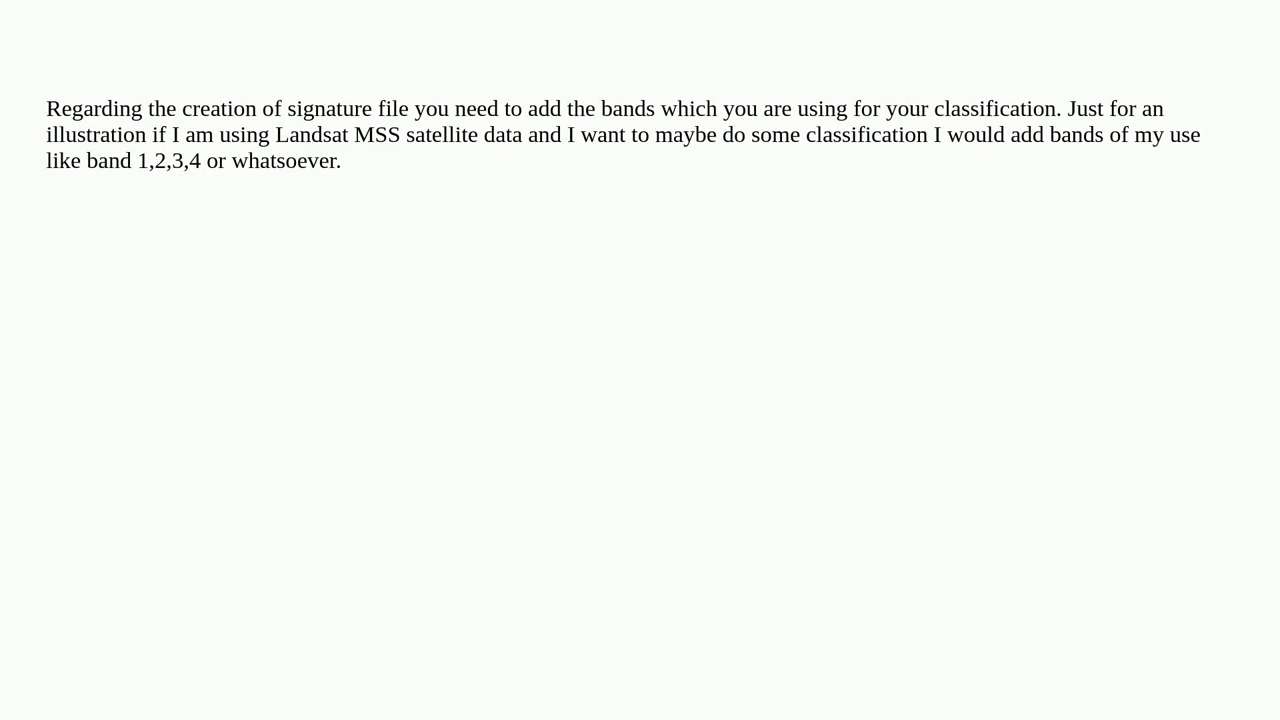 Regarding the creation of signature file you need to add the bands which you are using for your classification. Just for an
illustration if I am using Landsat MSS satellite data and I want to maybe do some classification I would add bands of my use
like band 1,2,3,4 or whatsoever.